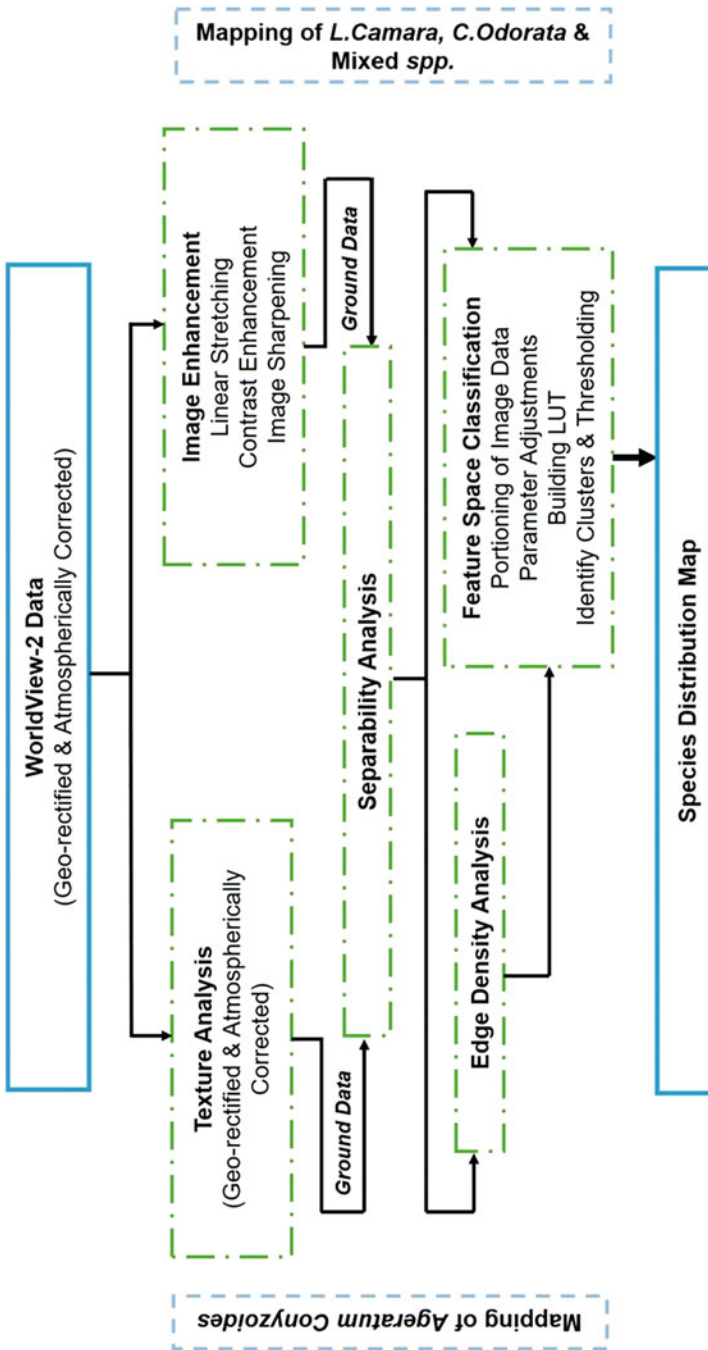 WorldView-2 Data
(Geo-rectified & Atmospherically Corrected)
Mapping of Ageratum Conyzoides
Texture Analysis
(Geo-rectified & Atmospherically
Corrected)
Image Enhancement
Linear Stretching
Contrast Enhancement
Image Sharpening
Mapping of L.Camara, C.Odorata &
Mixed spp.
Ground Data
Ground Data
Separability Analysis
Edge Density Analysis
Feature Space Classification
Portioning of Image Data
Parameter Adjustments
Building LUT
Identify Clusters & Thresholding
Species Distribution Map